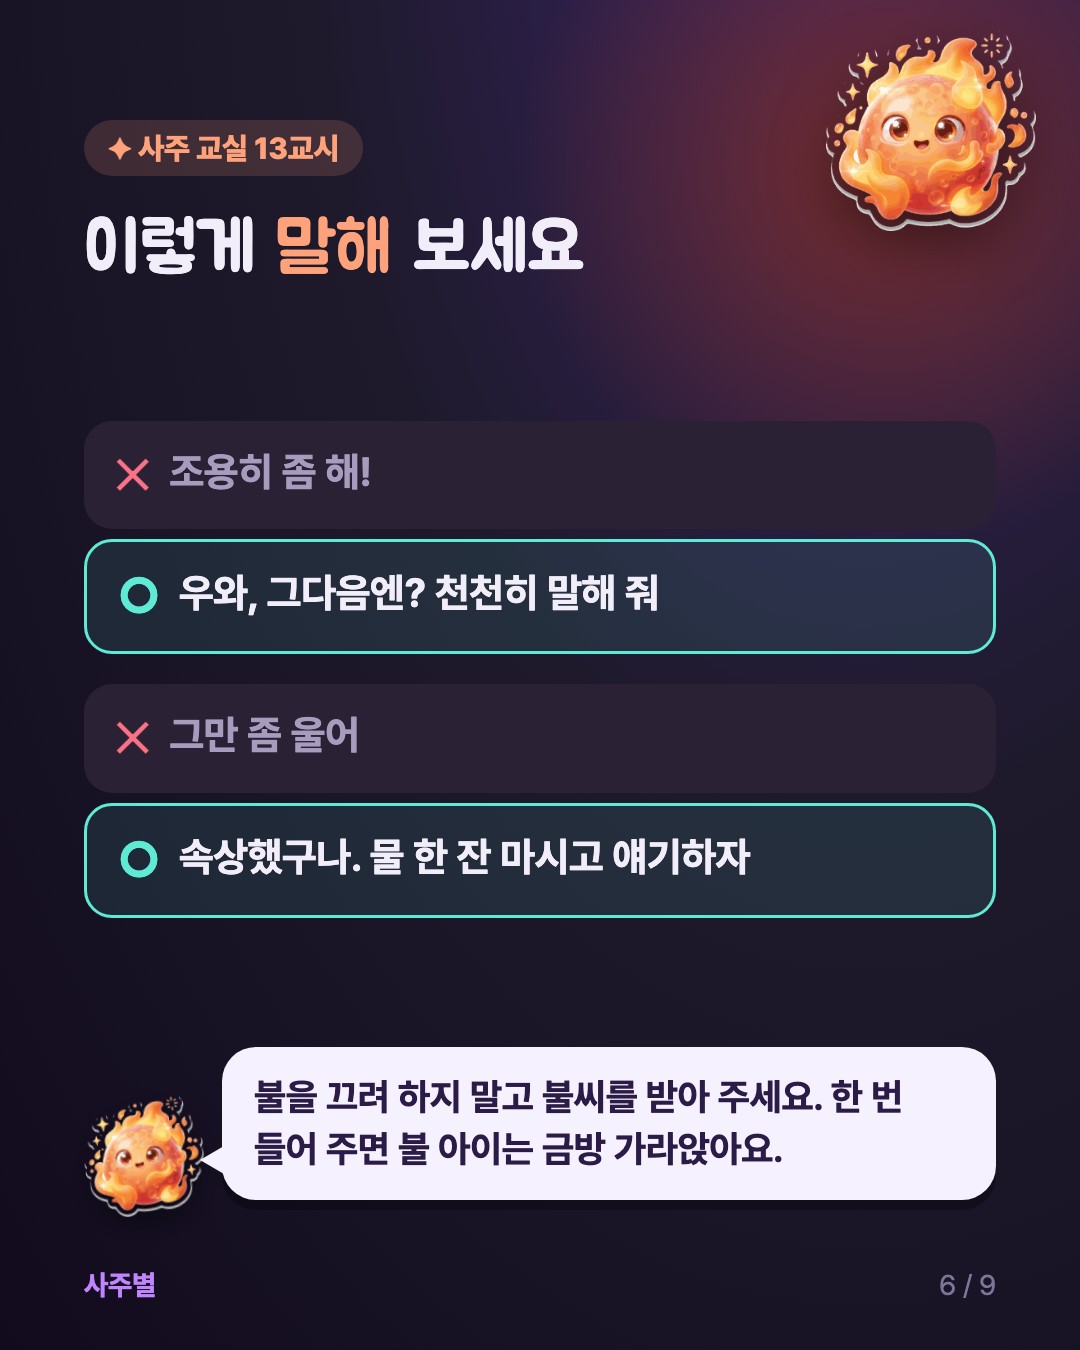 사주 교실 13교시
이렇게 말해 보세요
조용히 좀 해!
우와, 그다음엔? 천천히 말해 줘
그만 좀 울어
속상했구나. 물 한 잔 마시고 얘기하자
불을 끄려 하지 말고 불씨를 받아 주세요. 한 번
들어 주면 불 아이는 금방 가라앉아요.
사주별
6 / 9